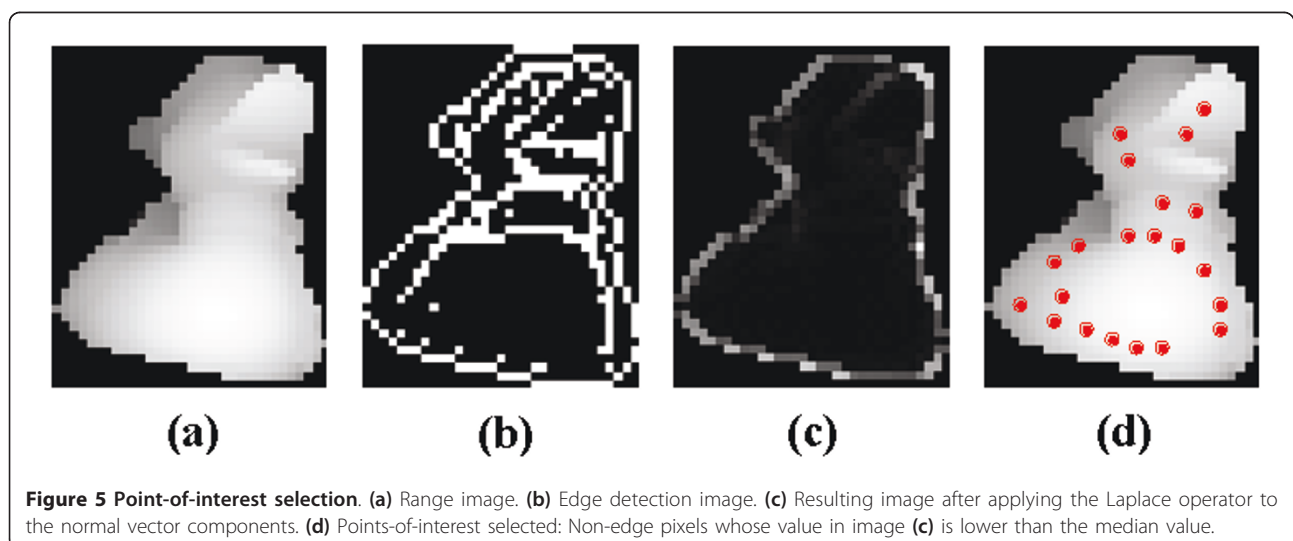 (a) (b) (c) (d)
Figure 5 Point-of-interest selection. (a) Range image. (b) Edge detection image. (c) Resulting image after applying the Laplace operator to
the normal vector components. (d) Points-of-interest selected: Non-edge pixels whose value in image (c) is lower than the median value.